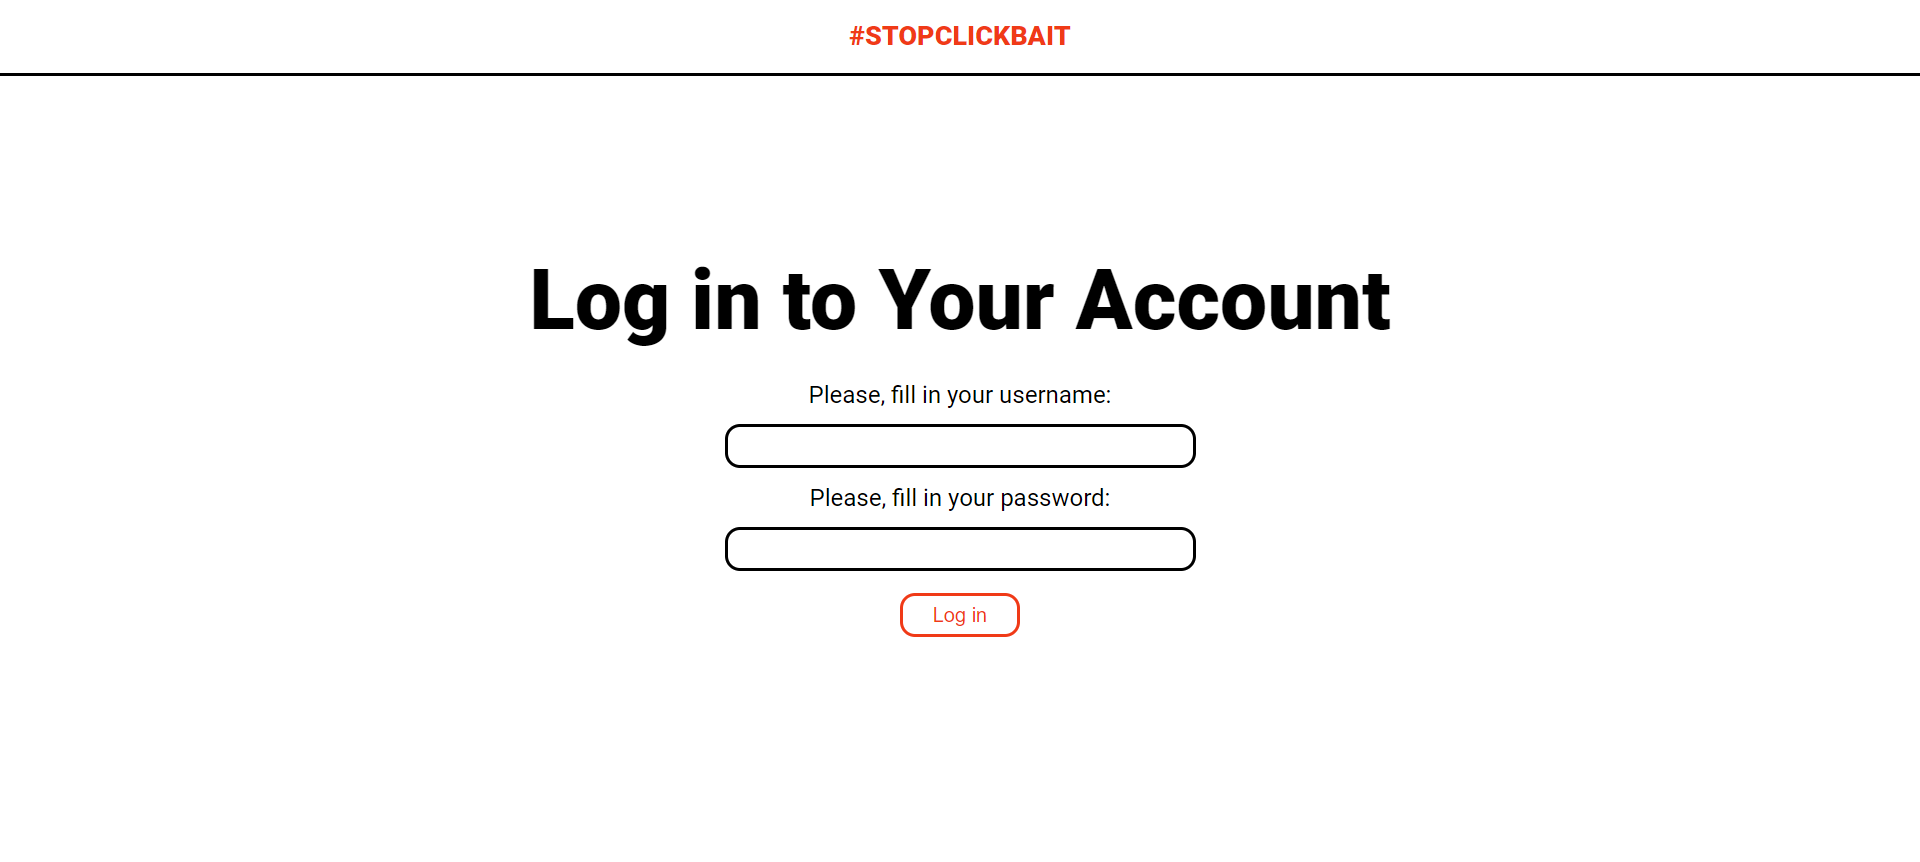 #STOPCLICKBAIT
Log in to Your Account
Please, fill in your username:
Please, fill in your password:
Log in